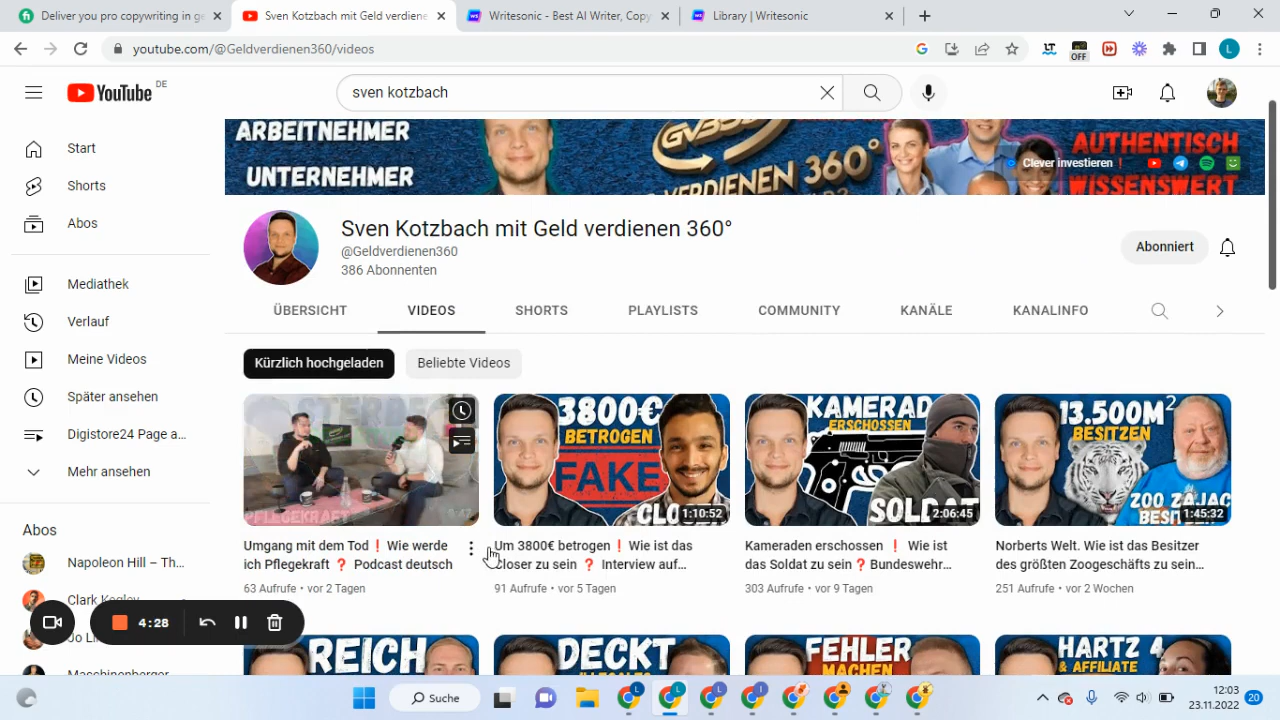 Deliver you pro copywriting in ge
Sven Kotzbach mit Geld verdiene
Writesonic - Best AI Writer, Copy
Library | Writesonic
youtube.com/@Geldverdienen360/videos
OFF
L
YouTube DE
sven kotzbach
ARBEITNEHMER
UNTERNEHMER
VERDIENEN 360°
AUTHENTISCH
WISSENSWERT
Clever investieren❗
Start
Shorts
Abos
Mediathek
Verlauf
Meine Videos
Später ansehen
Digistore24 Page a...
Mehr ansehen
Abos
Napoleon Hill – Th...
Clark Kegley
Sven Kotzbach mit Geld verdienen 360°
@Geldverdienen360
386 Abonnenten
Abonniert
ÜBERSICHT
VIDEOS
SHORTS
PLAYLISTS
COMMUNITY
KANÄLE
KANALINFO
Kürzlich hochgeladen
Beliebte Videos
PFLEGEKRAFT
3800€
BETROGEN
FAKE
CLOSER
1:10:52
KAMERAD
ERSCHOSSEN
SOLDAT
2:06:45
13.500M²
BESITZEN
ZOO ZAJAC
BESITZER
1:45:32
Umgang mit dem Tod❗Wie werde
ich Pflegekraft ❓ Podcast deutsch
63 Aufrufe • vor 2 Tagen
Um 3800€ betrogen❗Wie ist das
Closer zu sein ❓ Interview auf...
91 Aufrufe • vor 5 Tagen
Kameraden erschossen ❗ Wie ist
das Soldat zu sein❓Bundeswehr...
303 Aufrufe • vor 9 Tagen
Norberts Welt. Wie ist das Besitzer
des größten Zoogeschäfts zu sein...
251 Aufrufe • vor 2 Wochen
4:28
REICH
DECKT
FEHLER
MACHEN
HARTZ 4
& AFFILIATE
Suche
12:03
23.11.2022
20